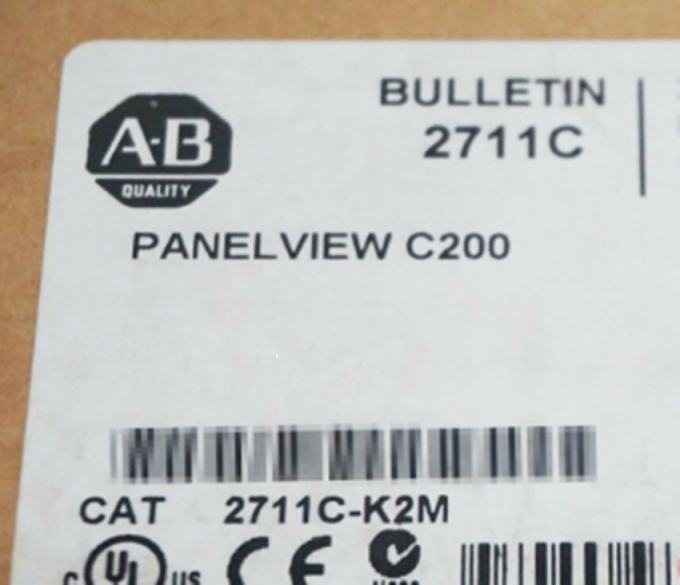 BULLETIN
2711C
A-B
QUALITY
PANELVIEW C200
CAT 2711C-K2M
C UL US CE